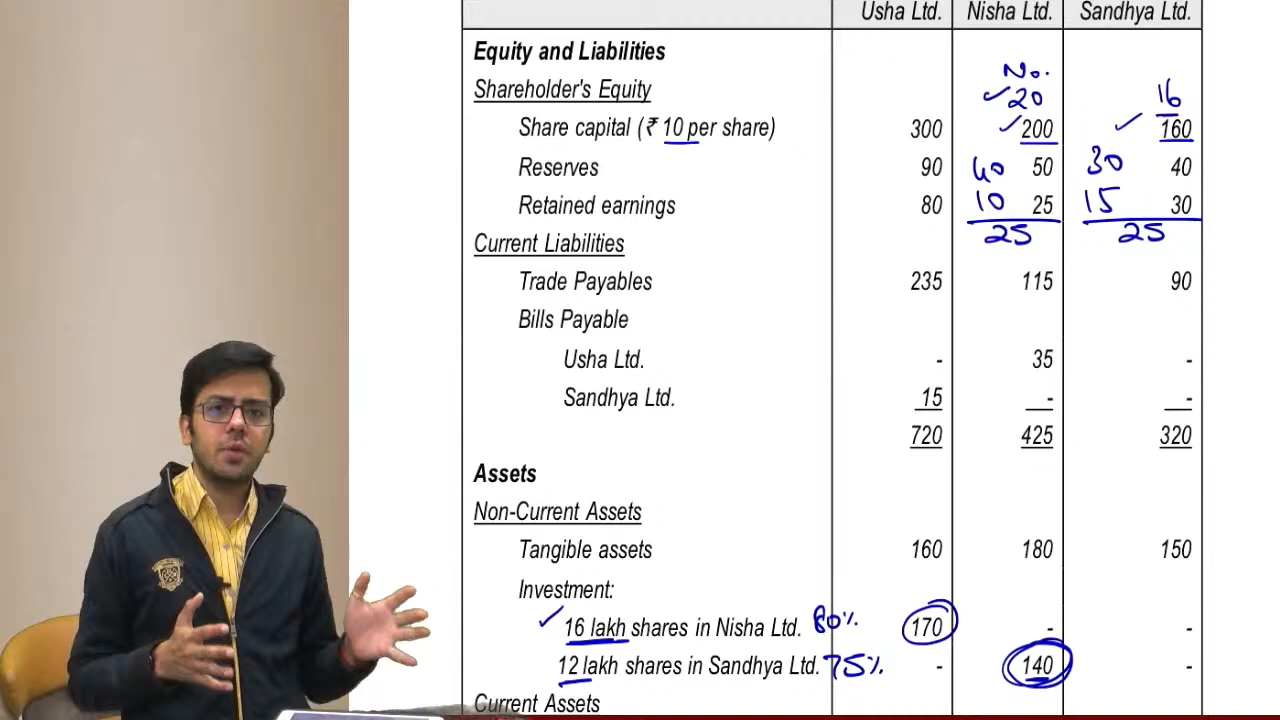 Usha Ltd. Nisha Ltd. Sandhya Ltd.
Equity and Liabilities
No.
Shareholder's Equity 20 16
Share capital (₹ 10 per share) 300 200 160
Reserves 90 40 50 30 40
Retained earnings 80 10 25 15 30
Current Liabilities 25 25
Trade Payables 235 115 90
Bills Payable
Usha Ltd. - 35 -
Sandhya Ltd. 15 - -
720 425 320
Assets
Non-Current Assets
Tangible assets 160 180 150
Investment:
16 lakh shares in Nisha Ltd. 80% 170 - -
12 lakh shares in Sandhya Ltd. 75% - 140 -
Current Assets